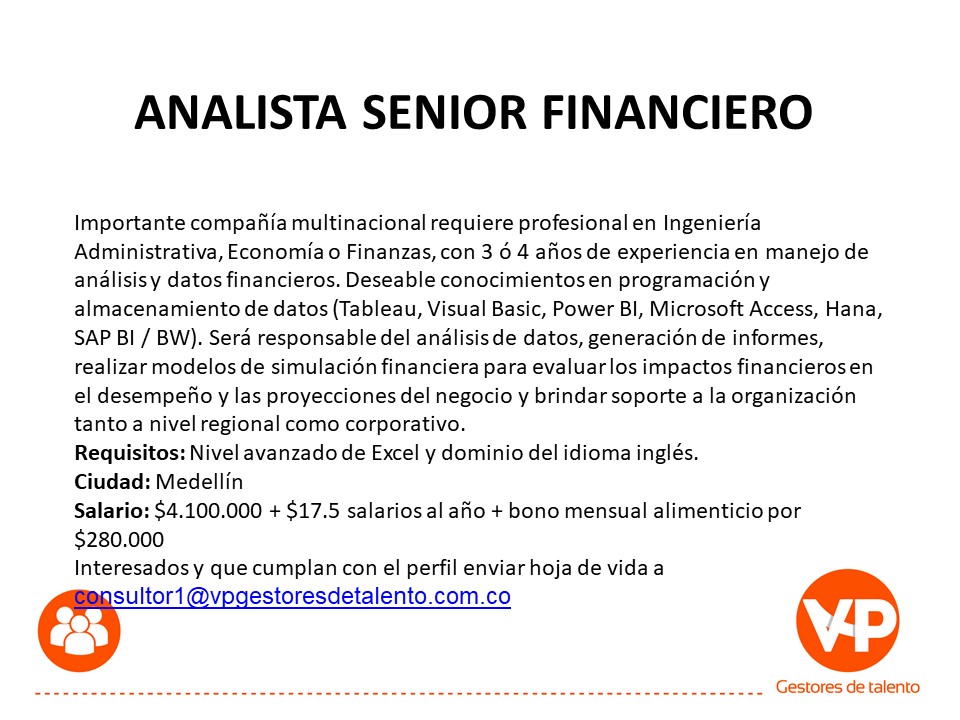 ANALISTA SENIOR FINANCIERO
Importante compañía multinacional requiere profesional en Ingeniería
Administrativa, Economía o Finanzas, con 3 ó 4 años de experiencia en manejo de
análisis y datos financieros. Deseable conocimientos en programación y
almacenamiento de datos (Tableau, Visual Basic, Power BI, Microsoft Access, Hana,
SAP BI / BW). Será responsable del análisis de datos, generación de informes,
realizar modelos de simulación financiera para evaluar los impactos financieros en
el desempeño y las proyecciones del negocio y brindar soporte a la organización
tanto a nivel regional como corporativo.
Requisitos: Nivel avanzado de Excel y dominio del idioma inglés.
Ciudad: Medellín
Salario: $4.100.000 + $17.5 salarios al año + bono mensual alimenticio por
$280.000
Interesados y que cumplan con el perfil enviar hoja de vida a
consultor1@vpgestoresdetalento.com.co
VP
Gestores de talento